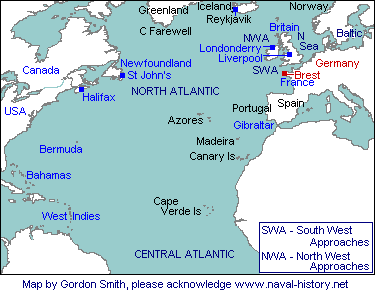 Greenland
Iceland
Norway
Reykjavik
C Farewell
Britain
NWA
N
Sea
Baltic
Londonderry
Liverpool
Canada
Newfoundland
St John's
SWA
Germany
Brest
France
Halifax
NORTH ATLANTIC
USA
Portugal
Spain
Azores
Gibraltar
Bermuda
Madeira
Canary Is
Bahamas
West Indies
Cape
Verde Is
SWA - South West
Approaches
NWA - North West
Approaches
CENTRAL ATLANTIC
Map by Gordon Smith, please acknowledge www.naval-history.net